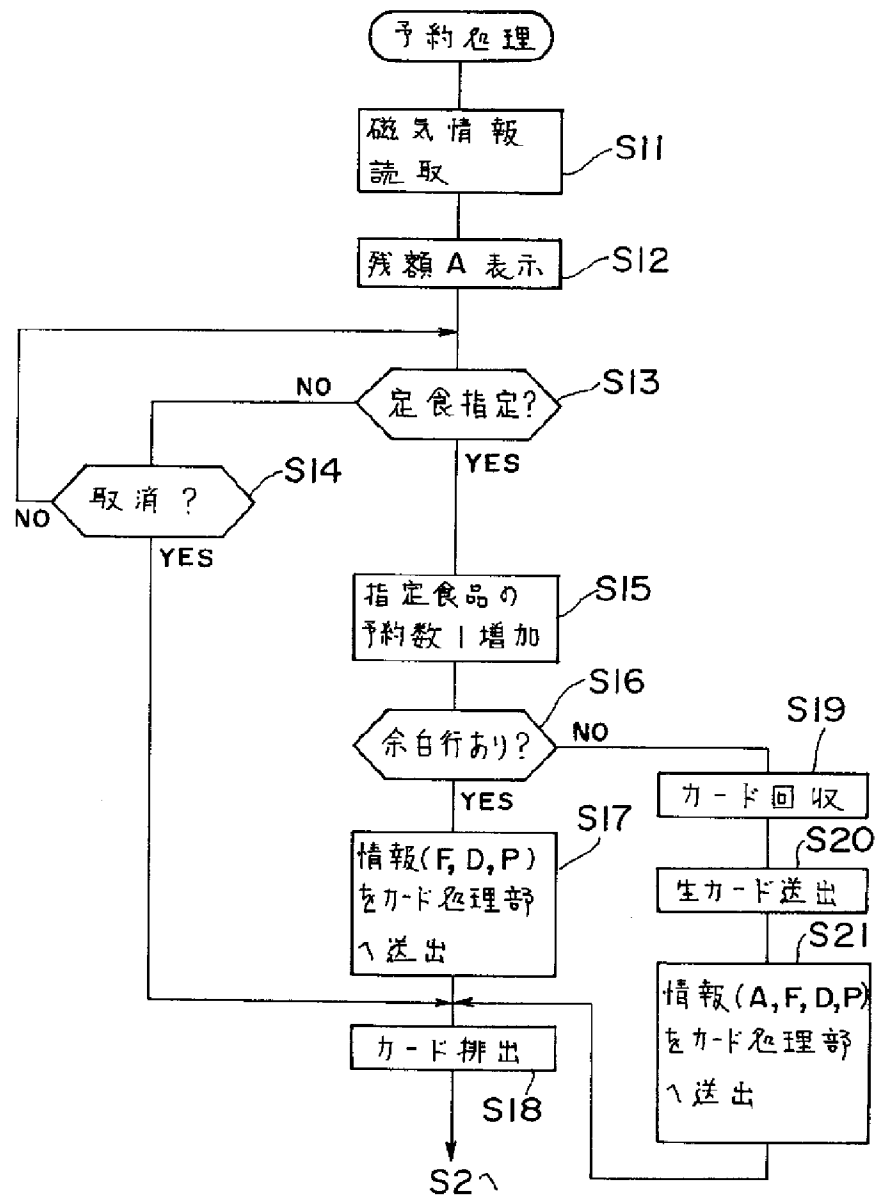 予約処理
磁気情報
読取
S11
残額A表示
S12
定食指定?
S13
NO
YES
取消?
S14
NO
YES
指定食品の
予約数1増加
S15
余白行あり?
S16
NO
YES
情報(F,D,P)
をカード処理部
へ送出
S17
カード回収
S19
生カード送出
S20
情報(A,F,D,P)
をカード処理部
へ送出
S21
カード排出
S18
S2へ